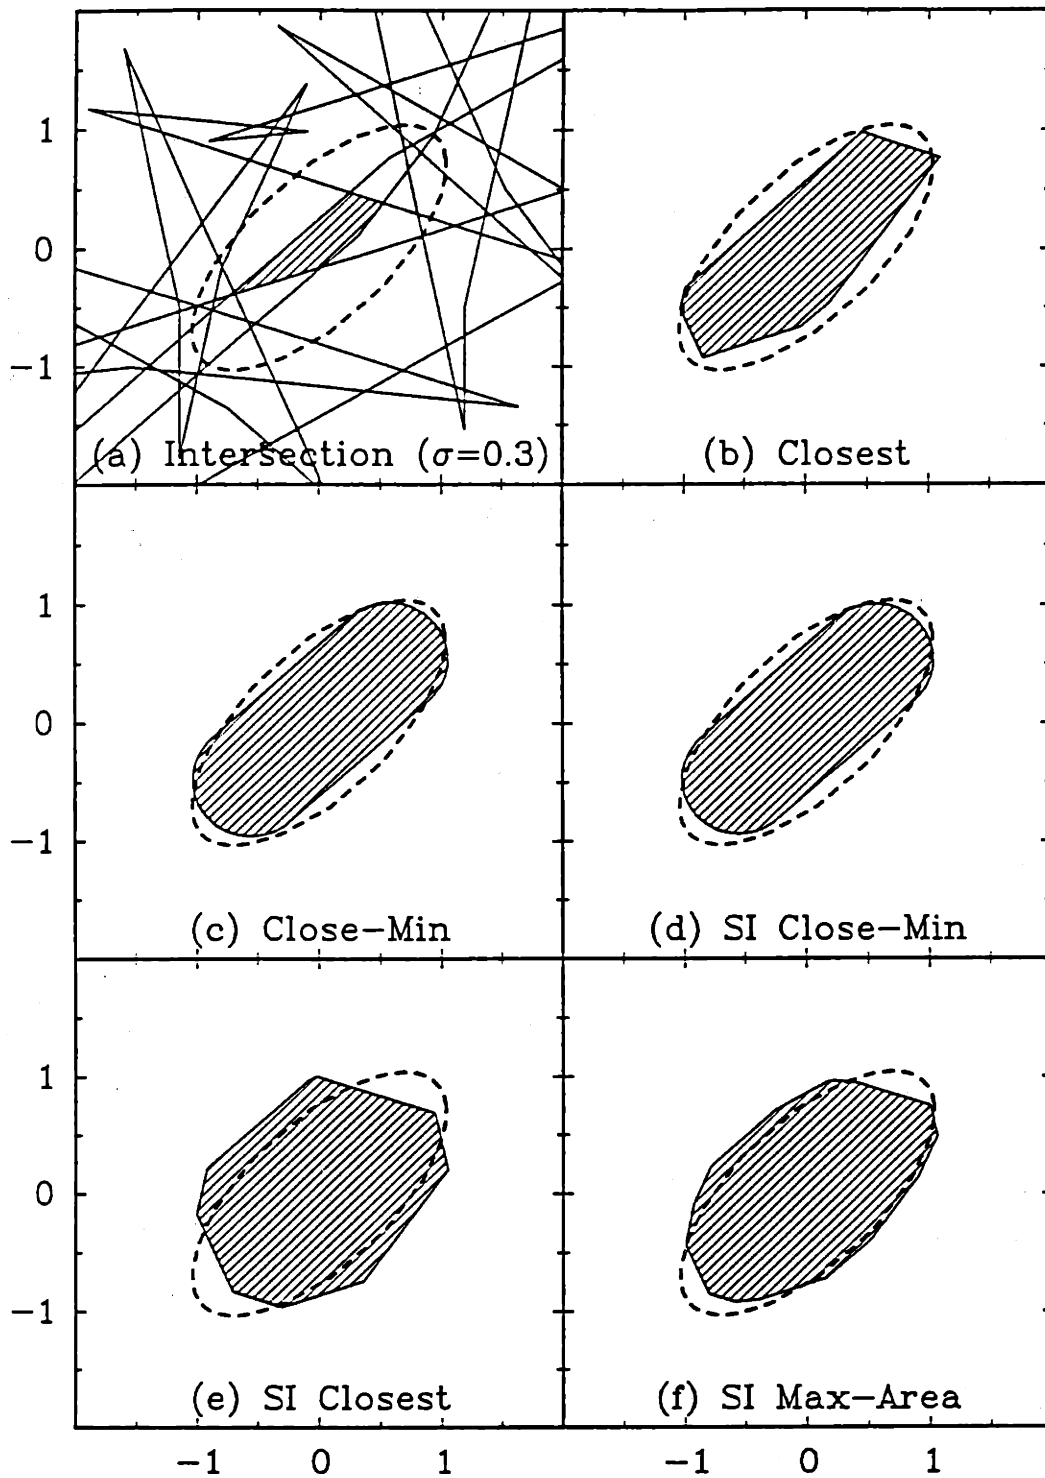 1
0
−1
(a) Intersection (σ=0.3)
(b) Closest
1
0
−1
(c) Close−Min
(d) SI Close−Min
1
0
−1
(e) SI Closest
(f) SI Max−Area
−1 0 1 −1 0 1